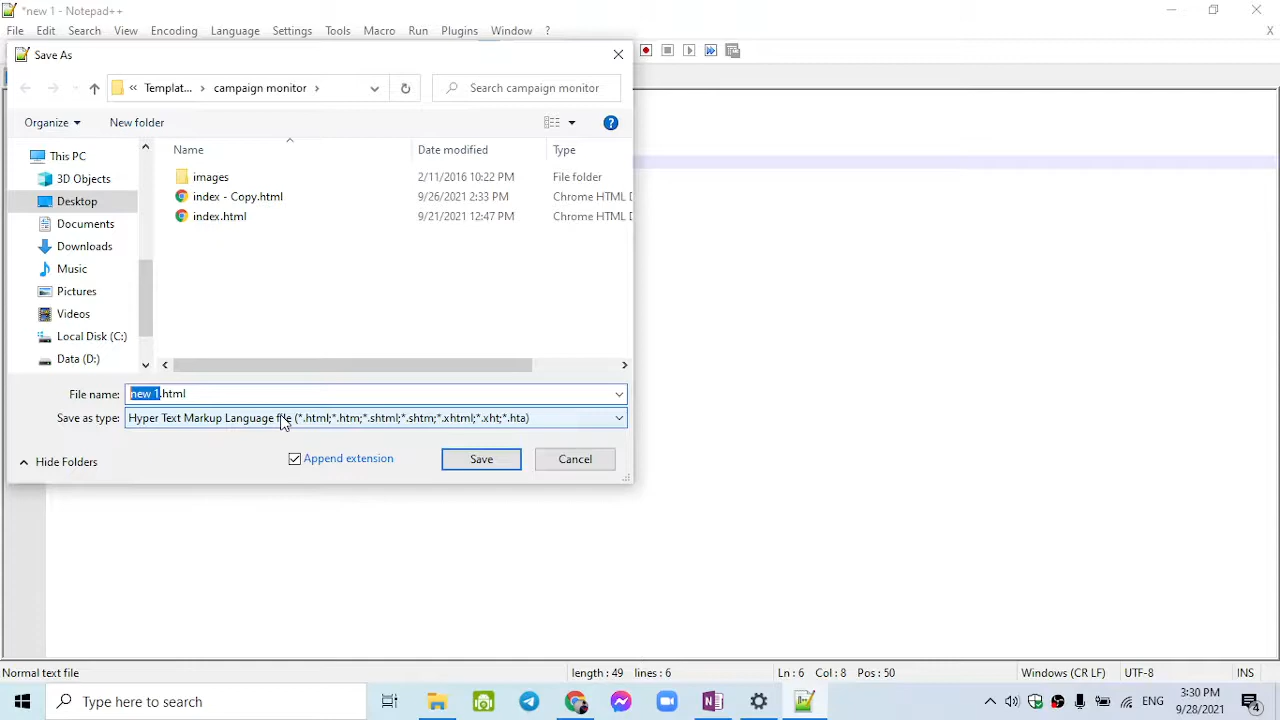 *new 1 - Notepad++
File Edit Search View Encoding Language Settings Tools Macro Run Plugins Window ? X
Save As
« Templat... › campaign monitor ›
Search campaign monitor
Organize New folder
Name Date modified Type
This PC
3D Objects
Desktop
Documents
Downloads
Music
Pictures
Videos
Local Disk (C:)
Data (D:)
images 2/11/2016 10:22 PM File folder
index - Copy.html 9/26/2021 2:33 PM Chrome HTML D
index.html 9/21/2021 12:47 PM Chrome HTML D
File name: new 1.html
Save as type: Hyper Text Markup Language file (*.html;*.htm;*.shtml;*.shtm;*.xhtml;*.xht;*.hta)
Hide Folders
Append extension
Save
Cancel
Normal text file length : 49 lines : 6 Ln : 6 Col : 8 Pos : 50 Windows (CR LF) UTF-8 INS
Type here to search
ENG
3:30 PM
9/28/2021
4